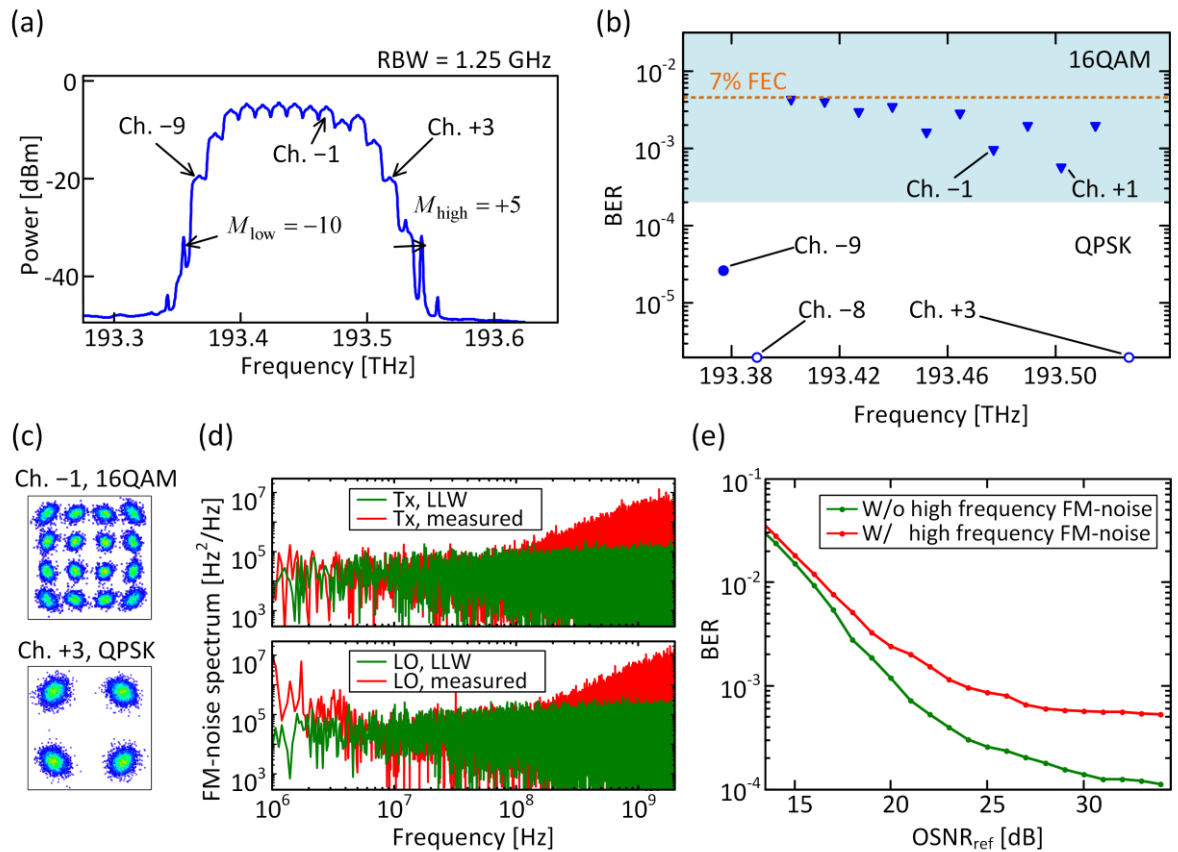 (a)
RBW = 1.25 GHz
0
−20
−40
Power [dBm]
Ch. −9
Ch. −1
Ch. +3
M_low = −10
M_high = +5
193.3
193.4
193.5
193.6
Frequency [THz]
(b)
16QAM
7% FEC
10^−2
10^−3
10^−4
10^−5
BER
Ch. −1
Ch. +1
QPSK
Ch. −9
Ch. −8
Ch. +3
193.38
193.42
193.46
193.50
Frequency [THz]
(c)
Ch. −1, 16QAM
Ch. +3, QPSK
(d)
FM-noise spectrum [Hz²/Hz]
10^7
10^5
10^3
Tx, LLW
Tx, measured
10^7
10^5
10^3
LO, LLW
LO, measured
10^6
10^7
10^8
10^9
Frequency [Hz]
(e)
10^−1
10^−2
10^−3
10^−4
BER
W/o high frequency FM-noise
W/ high frequency FM-noise
15
20
25
30
OSNR_ref [dB]